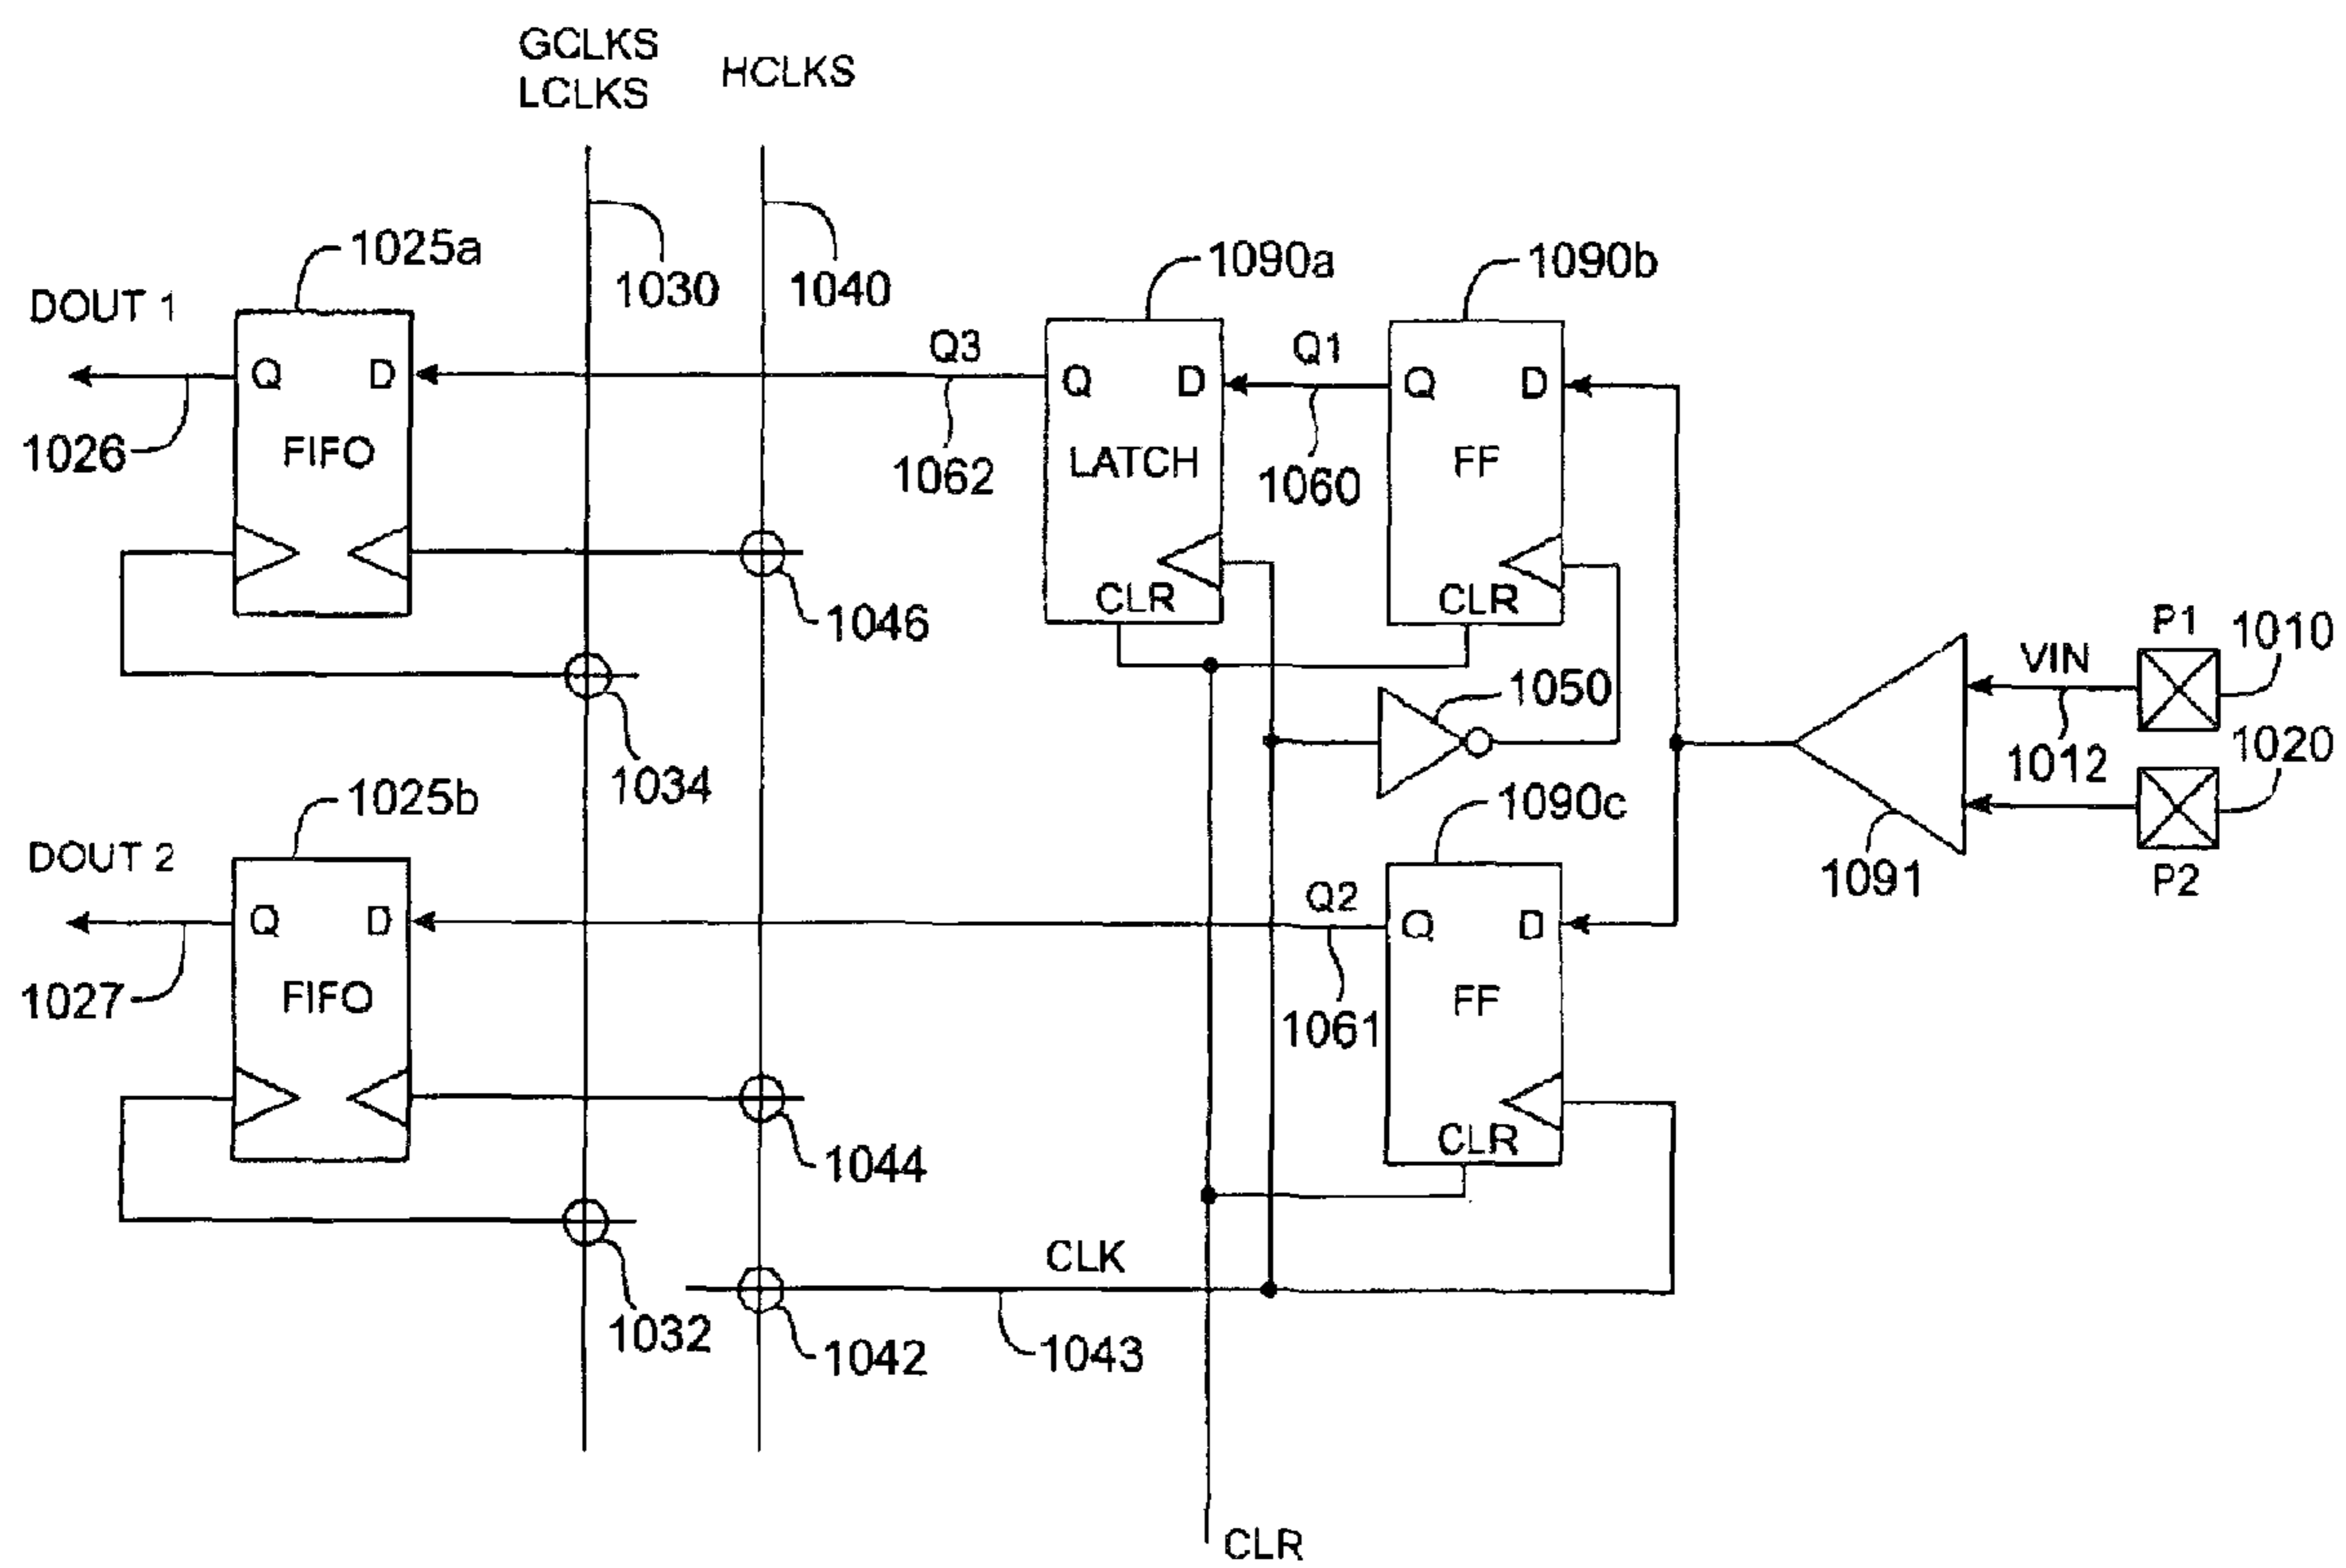 GCLKS
LCLKS
HCLKS
1030
1040
1025a
1090a
1090b
DOUT 1
Q3
Q1
Q D
Q D
Q D
1026
FIFO
1062
LATCH
1060
FF
CLR
CLR
1046
P1
1010
VIN
1050
1034
1012
1020
1025b
1090c
DOUT 2
1091
P2
Q2
Q D
Q D
1027
FIFO
1061
FF
CLR
1044
CLK
1032
1042
1043
CLR